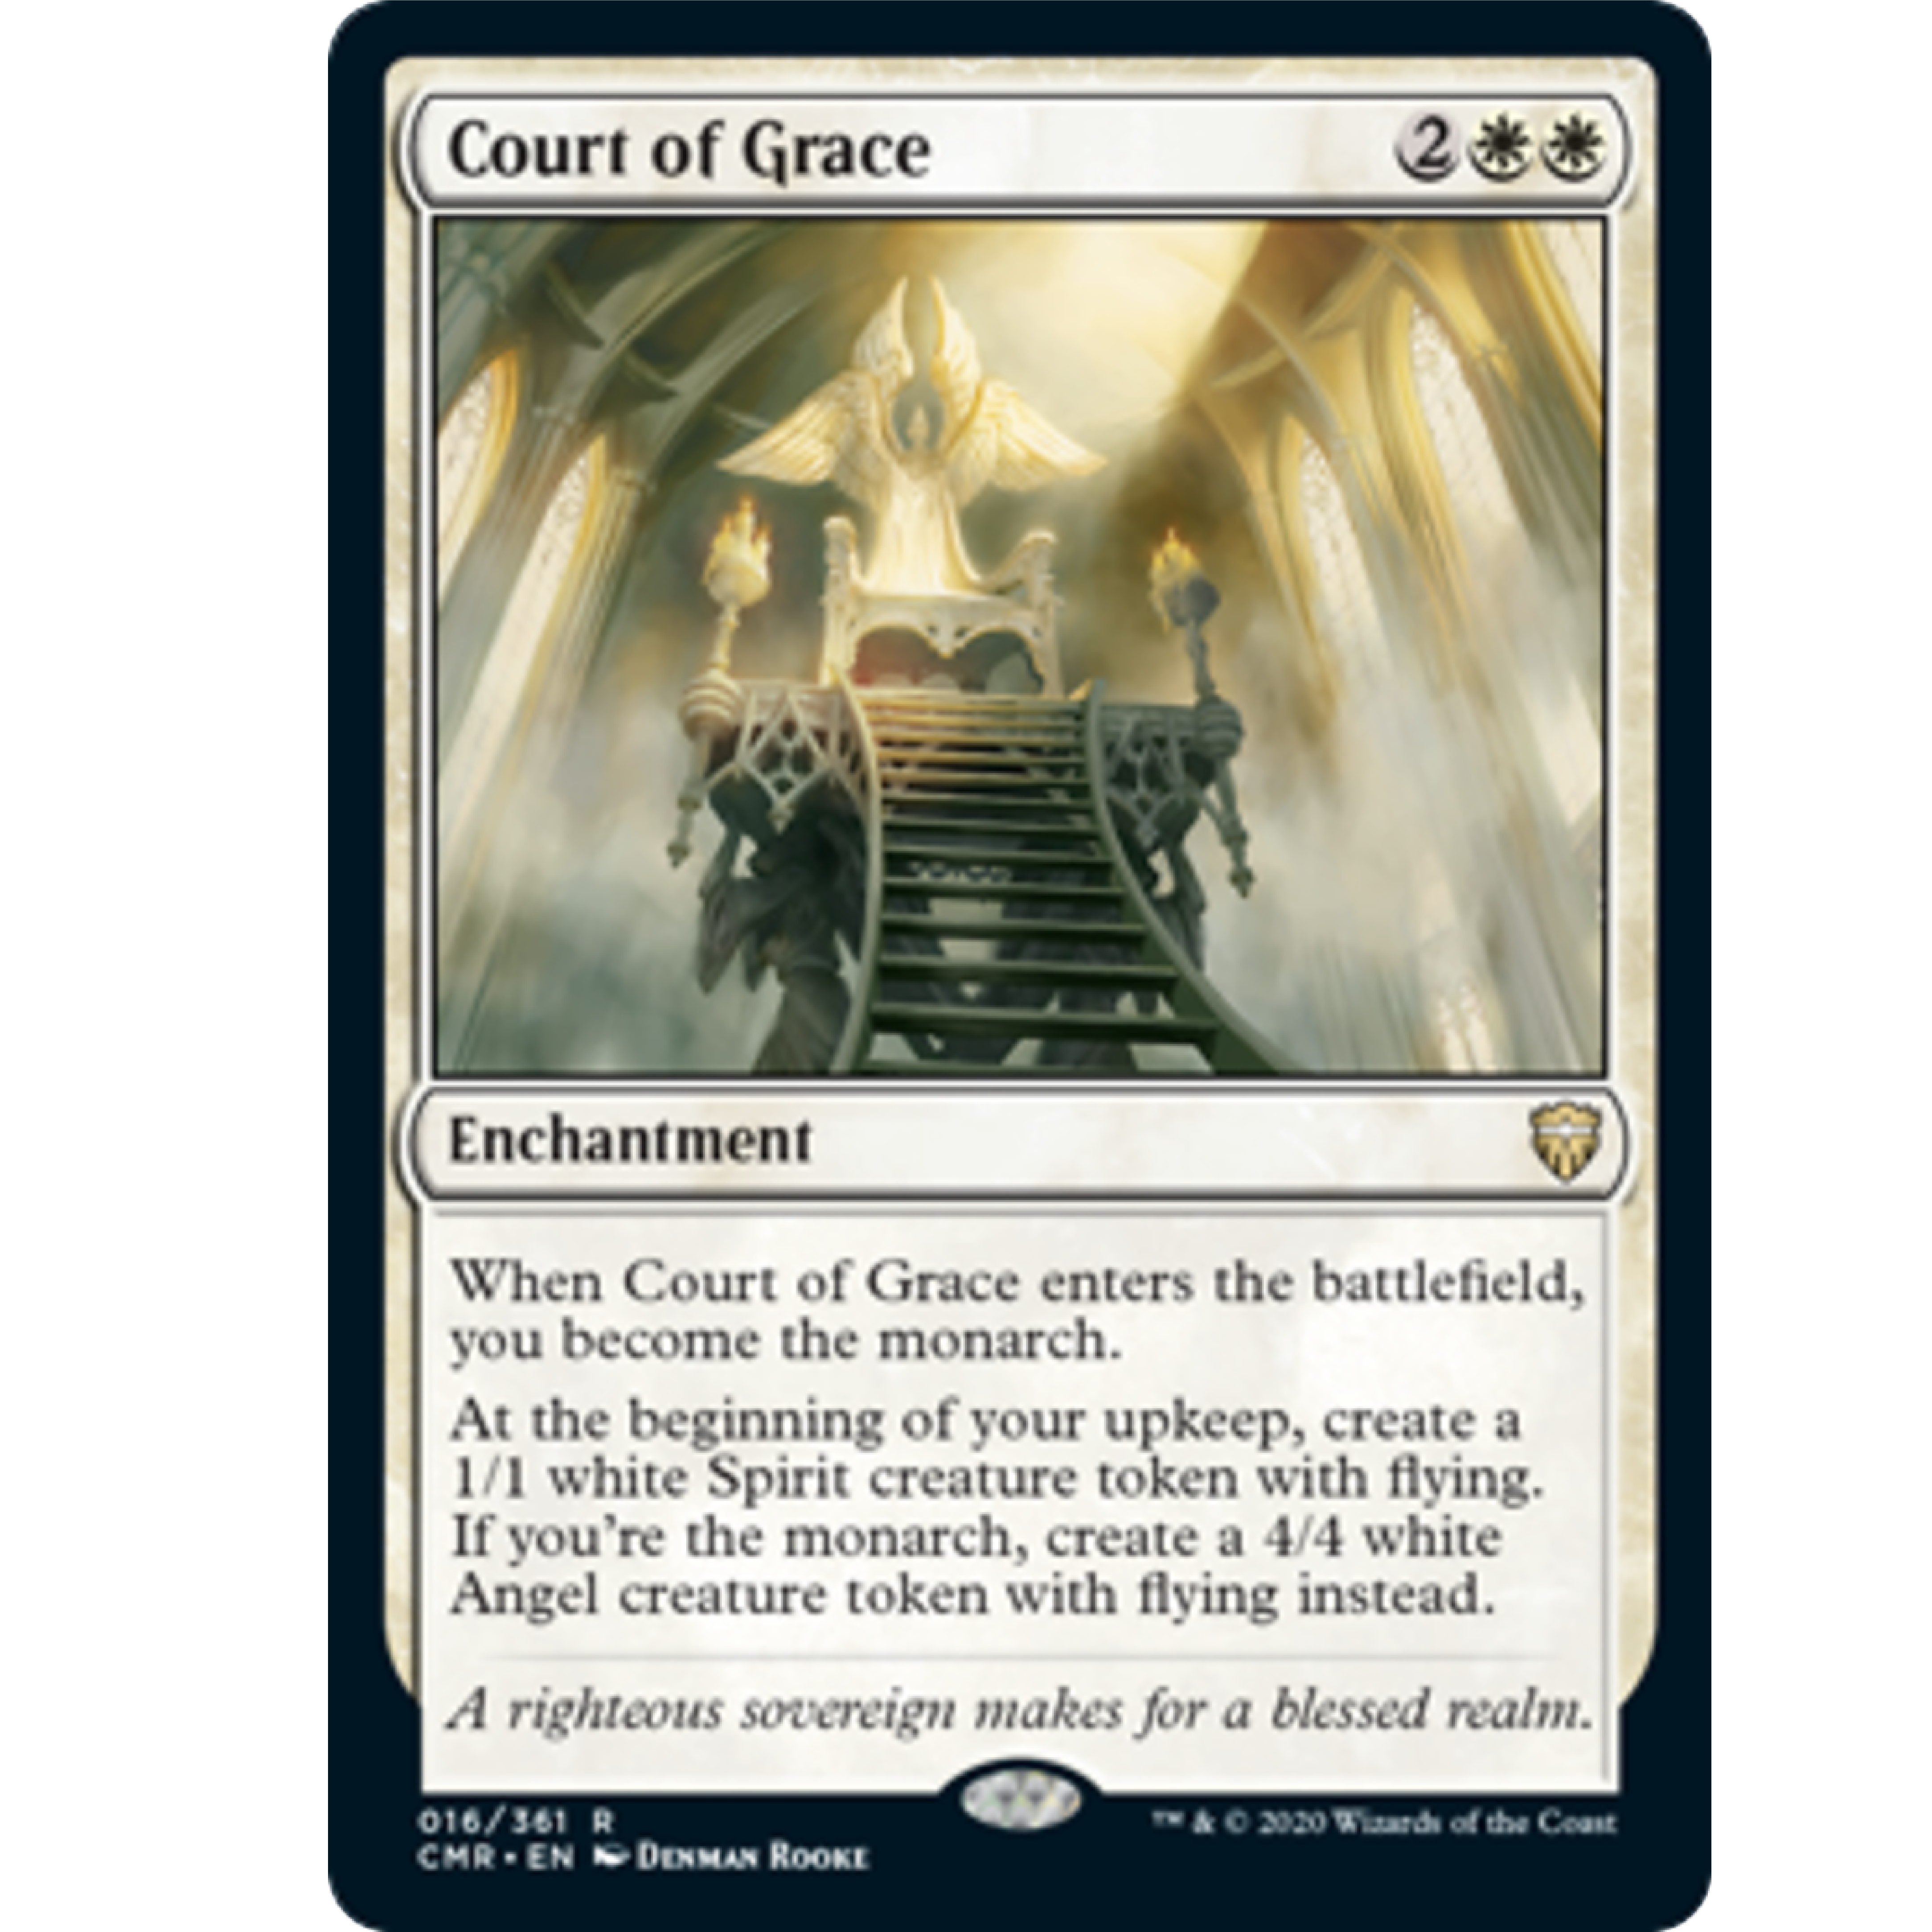 Court of Grace 2
Enchantment
When Court of Grace enters the battlefield,
you become the monarch.
At the beginning of your upkeep, create a
1/1 white Spirit creature token with flying.
If you're the monarch, create a 4/4 white
Angel creature token with flying instead.
A righteous sovereign makes for a blessed realm.
016/361 R
CMR • EN DENMAN ROOKE
™ & © 2020 Wizards of the Coast